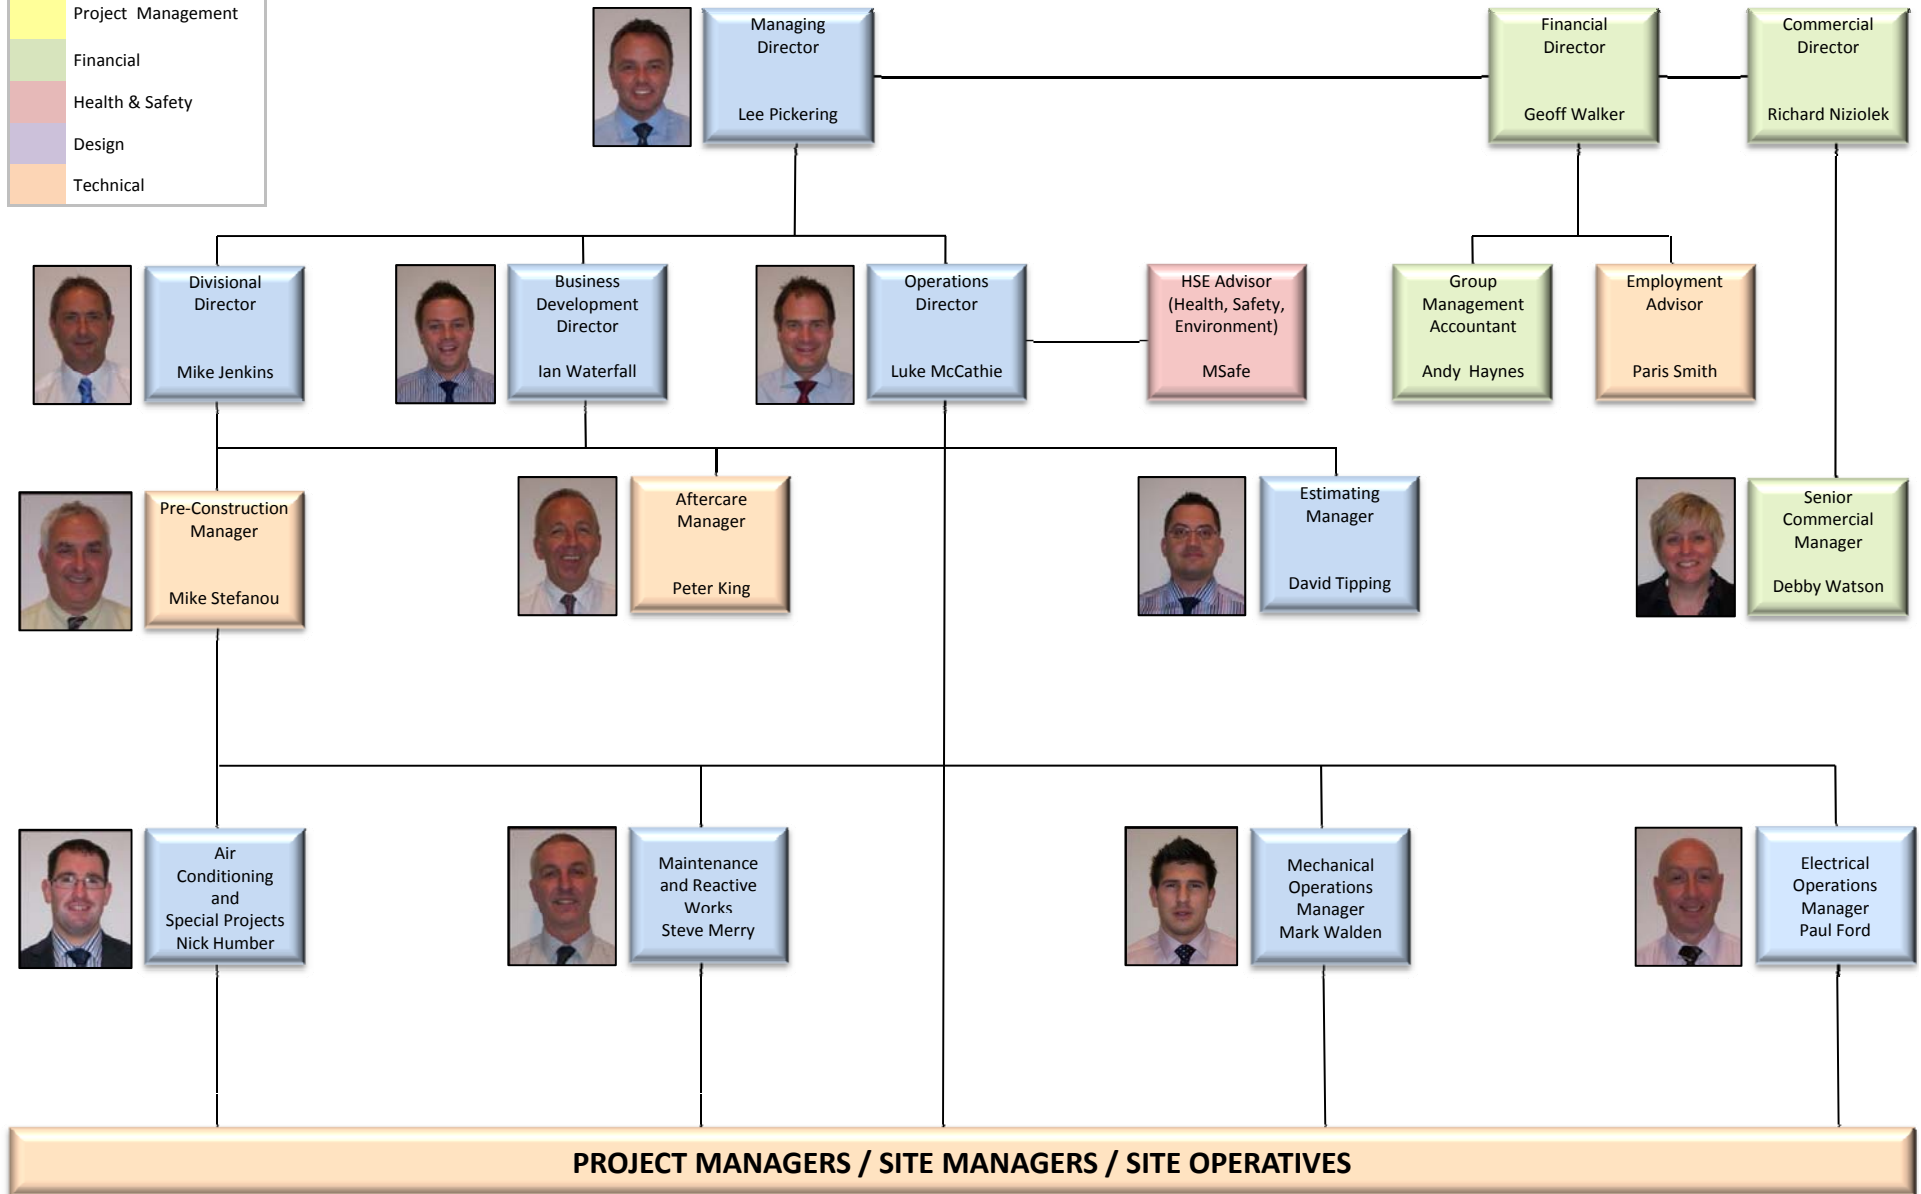 Project Management
Financial
Health & Safety
Design
Technical
Managing
Director
Lee Pickering
Financial
Director
Geoff Walker
Commercial
Director
Richard Niziolek
Divisional
Director
Mike Jenkins
Business
Development
Director
Ian Waterfall
Operations
Director
Luke McCathie
HSE Advisor
(Health, Safety,
Environment)
MSafe
Group
Management
Accountant
Andy Haynes
Employment
Advisor
Paris Smith
Pre-Construction
Manager
Mike Stefanou
Aftercare
Manager
Peter King
Estimating
Manager
David Tipping
Senior
Commercial
Manager
Debby Watson
Air
Conditioning
and
Special Projects
Nick Humber
Maintenance
and Reactive
Works
Steve Merry
Mechanical
Operations
Manager
Mark Walden
Electrical
Operations
Manager
Paul Ford
PROJECT MANAGERS / SITE MANAGERS / SITE OPERATIVES